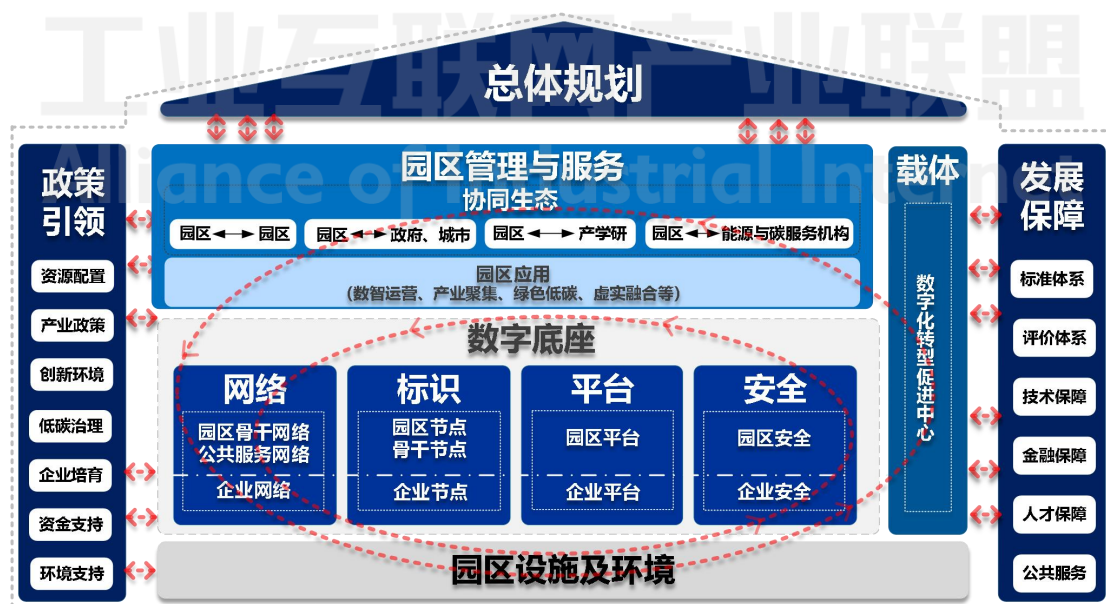 工业互联网产业联盟
Alliance of Industrial Internet
总体规划
政策
引领
资源配置
产业政策
创新环境
低碳治理
企业培育
资金支持
环境支持
园区管理与服务
协同生态
园区 园区
园区 政府、城市
园区 产学研
园区 能源与碳服务机构
园区应用
(数智运营、产业聚集、绿色低碳、虚实融合等)
数字底座
网络
园区骨干网络
公共服务网络
企业网络
标识
园区节点
骨干节点
企业节点
平台
园区平台
企业平台
安全
园区安全
企业安全
园区设施及环境
载体
数字化转型促进中心
发展
保障
标准体系
评价体系
技术保障
金融保障
人才保障
公共服务